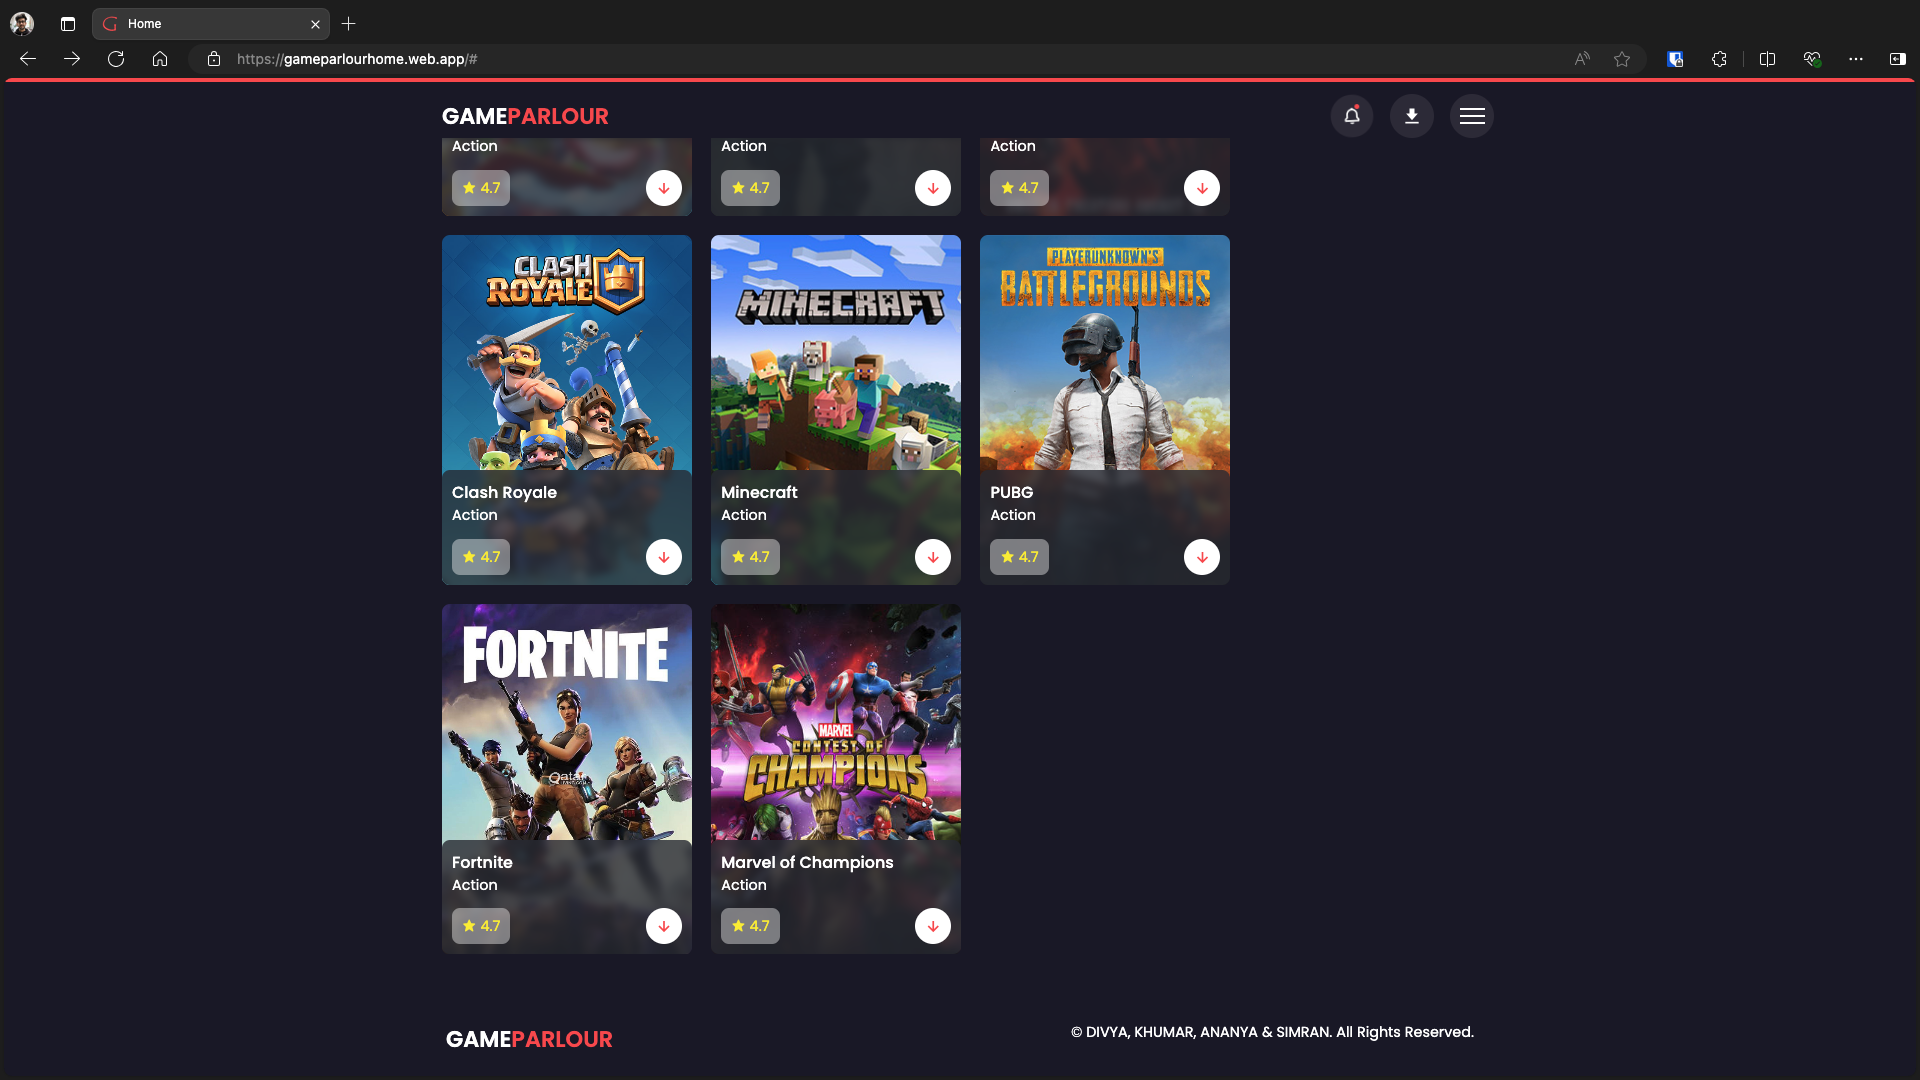 Home
https://gameparlourhome.web.app/#
GAMEPARLOUR
Action
Action
Action
4.7
4.7
4.7
CLASH
ROYALE
MINECRAFT
PLAYERUNKNOWN'S
BATTLEGROUNDS
Clash Royale
Minecraft
PUBG
Action
Action
Action
4.7
4.7
4.7
FORTNITE
MARVEL
CONTEST OF
CHAMPIONS
Fortnite
Marvel of Champions
Action
Action
4.7
4.7
GAMEPARLOUR
© DIVYA, KHUMAR, ANANYA & SIMRAN. All Rights Reserved.